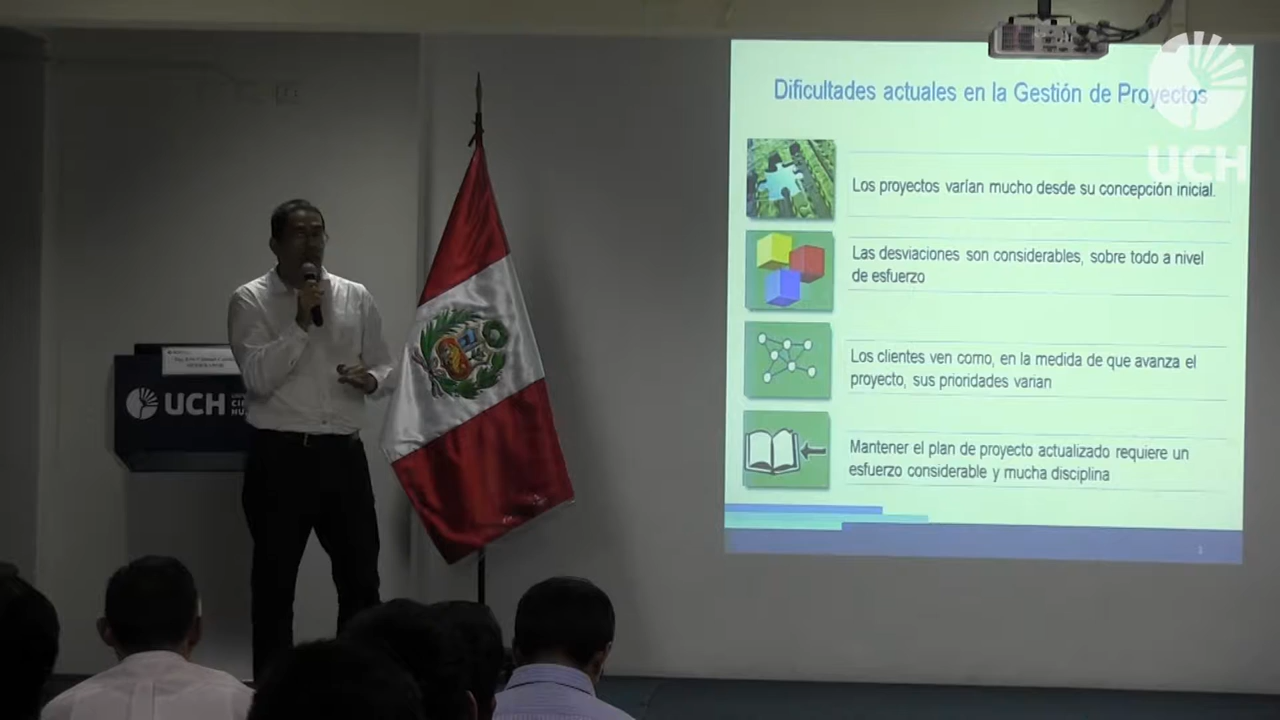 Dificultades actuales en la Gestión de Proyectos
UCH
Los proyectos varían mucho desde su concepción inicial.
Las desviaciones son considerables, sobre todo a nivel
de esfuerzo
Los clientes ven como, en la medida de que avanza el
proyecto, sus prioridades varian
Mantener el plan de proyecto actualizado requiere un
esfuerzo considerable y mucha disciplina
1
UCH